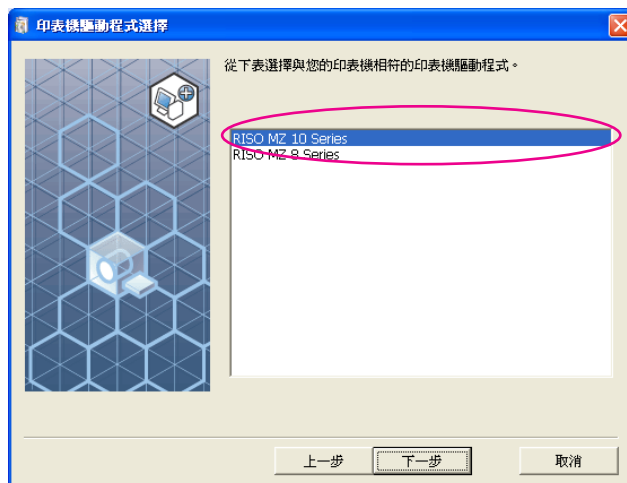 印表機驅動程式選擇
從下表選擇與您的印表機相符的印表機驅動程式。
RISO MZ 10 Series
RISO MZ 8 Series
上一步 下一步 取消